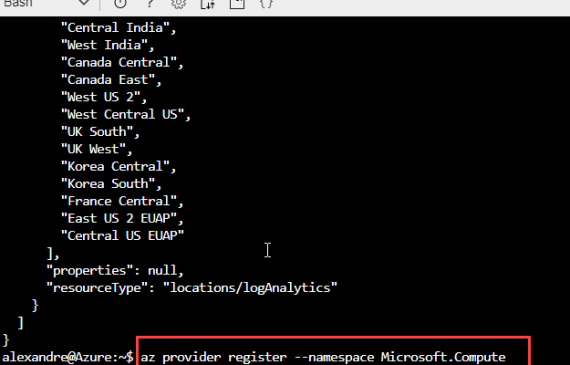 Bash
"Central India",
"West India",
"Canada Central",
"Canada East",
"West US 2",
"West Central US",
"UK South",
"UK West",
"Korea Central",
"Korea South",
"France Central",
"East US 2 EUAP",
"Central US EUAP"
],
"properties": null,
"resourceType": "locations/logAnalytics"
}
]
}
alexandre@Azure:~$ az provider register --namespace Microsoft.Compute